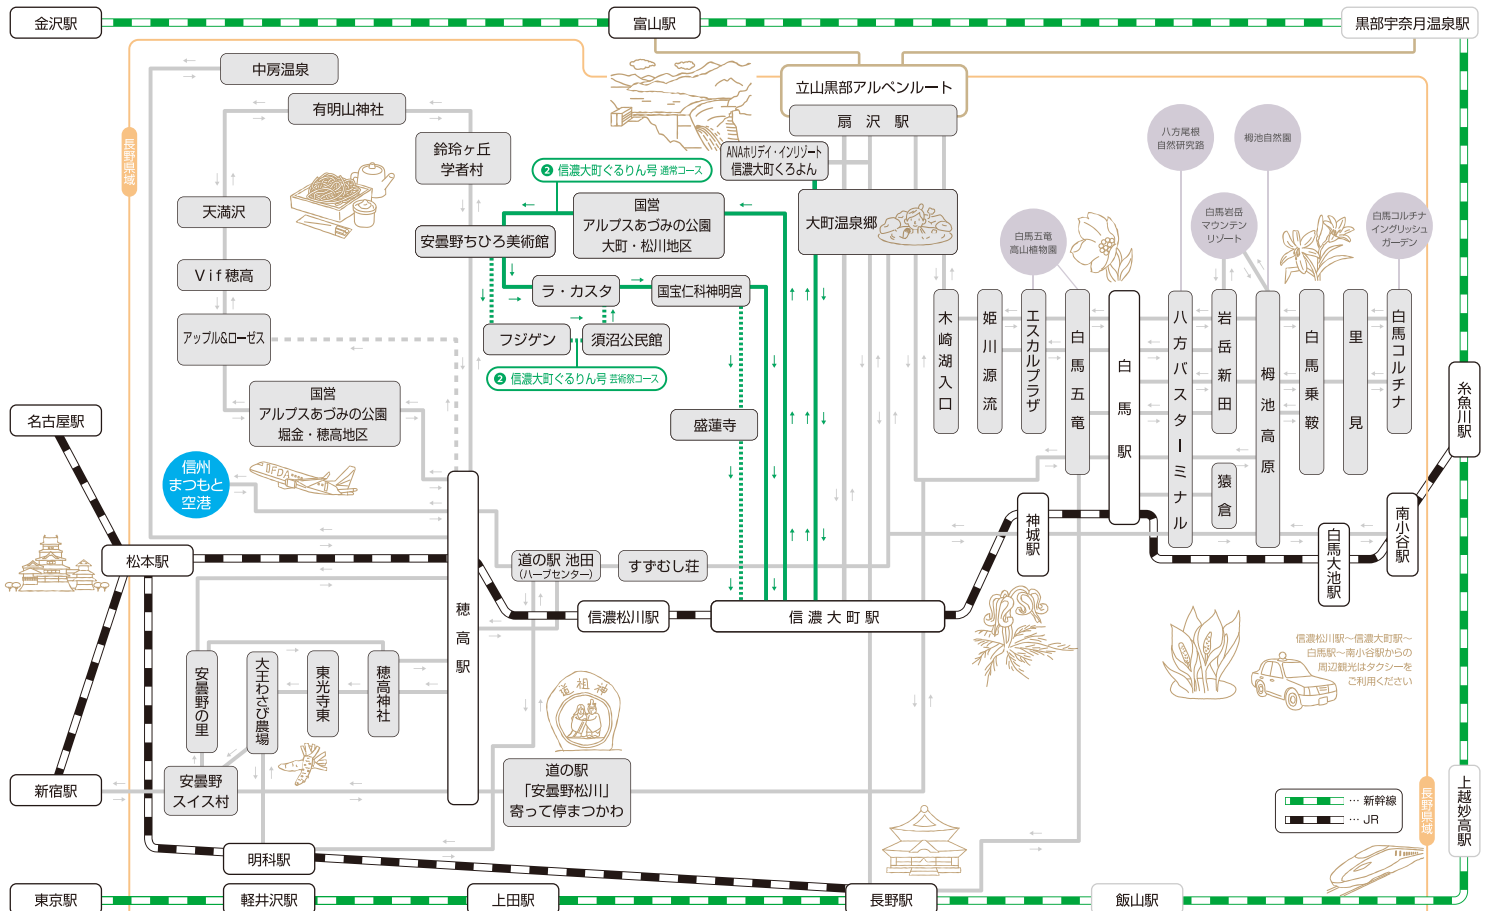 金沢駅
富山駅
黒部宇奈月温泉駅
中房温泉
立山黒部アルペンルート
有明山神社
扇沢駅
長野県域
鈴玲ヶ丘
学者村
ANAホリデイ・インリゾート
信濃大町くろよん
八方尾根
自然研究路
栂池自然園
❷ 信濃大町ぐるりん号 通常コース
天満沢
国営
アルプスあづみの公園
大町・松川地区
大町温泉郷
白馬岩岳
マウンテン
リゾート
白馬コルチナ
イングリッシュ
ガーデン
安曇野ちひろ美術館
白馬五竜
高山植物園
Vif穂高
ラ・カスタ
国宝仁科神明宮
アップル&ローゼス
フジゲン
須沼公民館
木崎湖入口
姫川源流
エスカルプラザ
白馬五竜
白馬駅
八方バスターミナル
岩岳新田
栂池高原
白馬乗鞍
里見
白馬コルチナ
❷ 信濃大町ぐるりん号 芸術祭コース
国営
アルプスあづみの公園
堀金・穂高地区
名古屋駅
盛蓮寺
糸魚川駅
信州
まつもと
空港
FDA
猿倉
神城駅
南小谷駅
白馬大池駅
松本駅
道の駅 池田
(ハーブセンター)
すずむし荘
穂高駅
信濃松川駅
信濃大町駅
信濃松川駅～信濃大町駅～
白馬駅～南小谷駅からの
周辺観光はタクシーを
ご利用ください
安曇野の里
大王わさび農場
東光寺東
穂高神社
道祖神
新宿駅
安曇野
スイス村
道の駅
「安曇野松川」
寄って停まつかわ
長野県域
上越妙高駅
… 新幹線
… JR
明科駅
東京駅
軽井沢駅
上田駅
長野駅
飯山駅